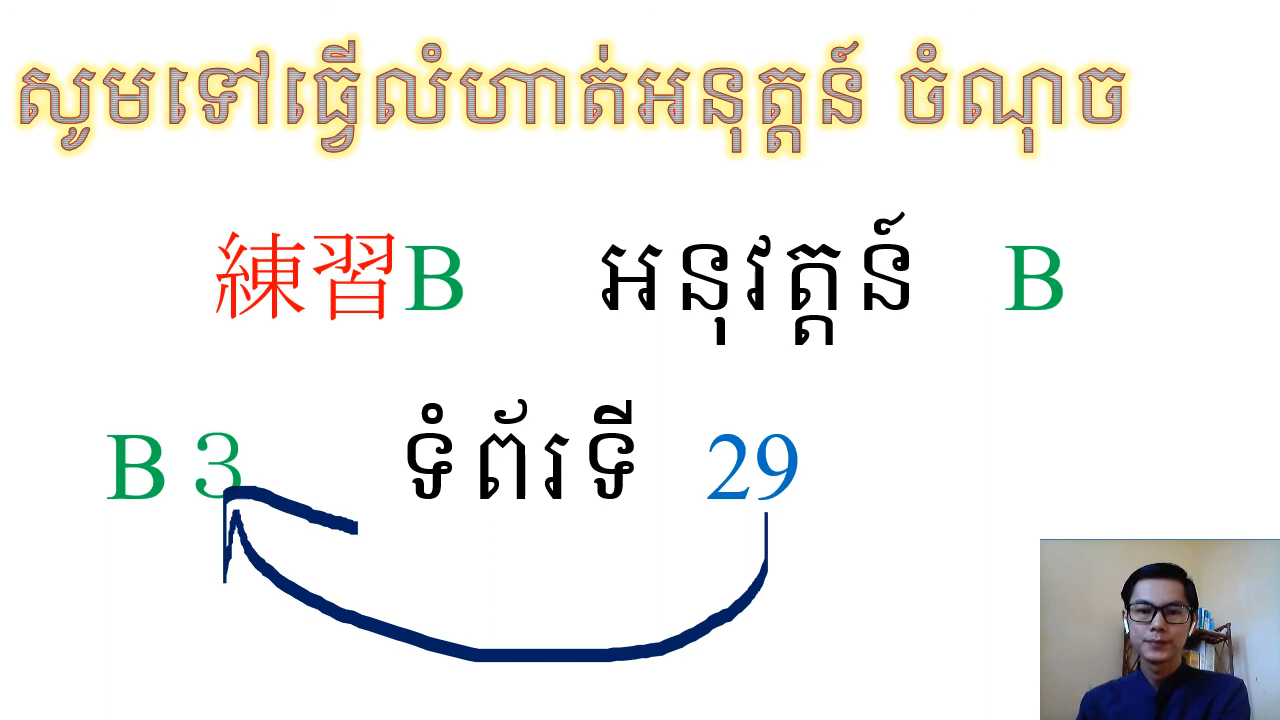 សូមទៅធ្វើលំហាត់អនុត្តន៍ ចំណុច
練習B អនុវត្តន៍ B
B 3 ទំព័រទី 29